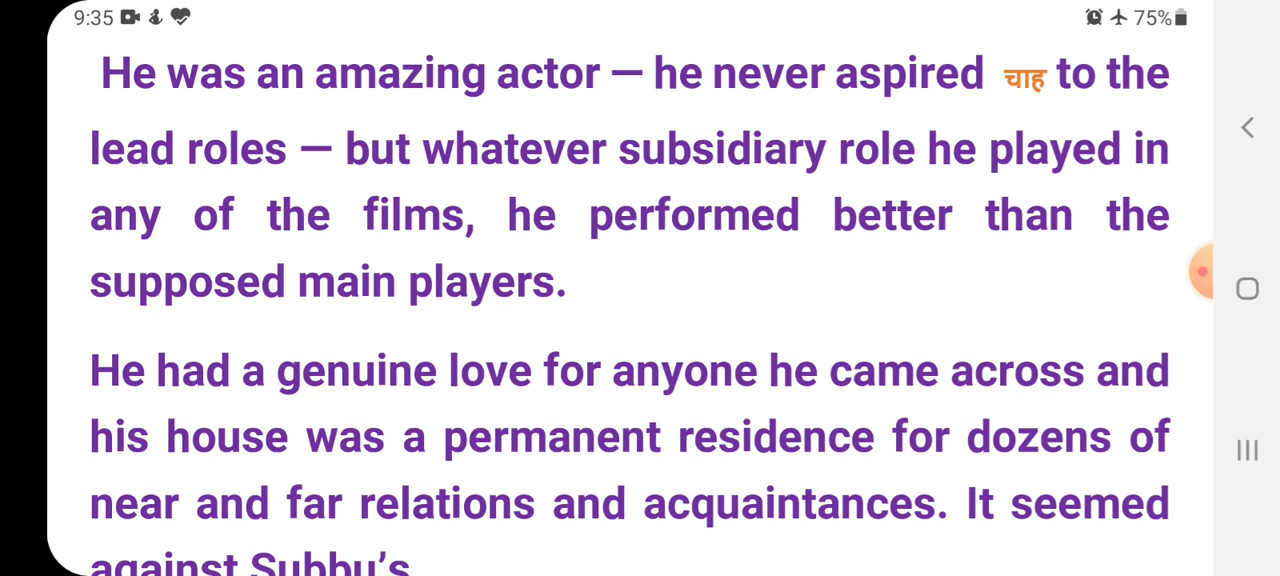 9:35 75%
He was an amazing actor — he never aspired चाह to the
lead roles — but whatever subsidiary role he played in
any of the films, he performed better than the
supposed main players.
He had a genuine love for anyone he came across and
his house was a permanent residence for dozens of
near and far relations and acquaintances. It seemed
against Subbu’s